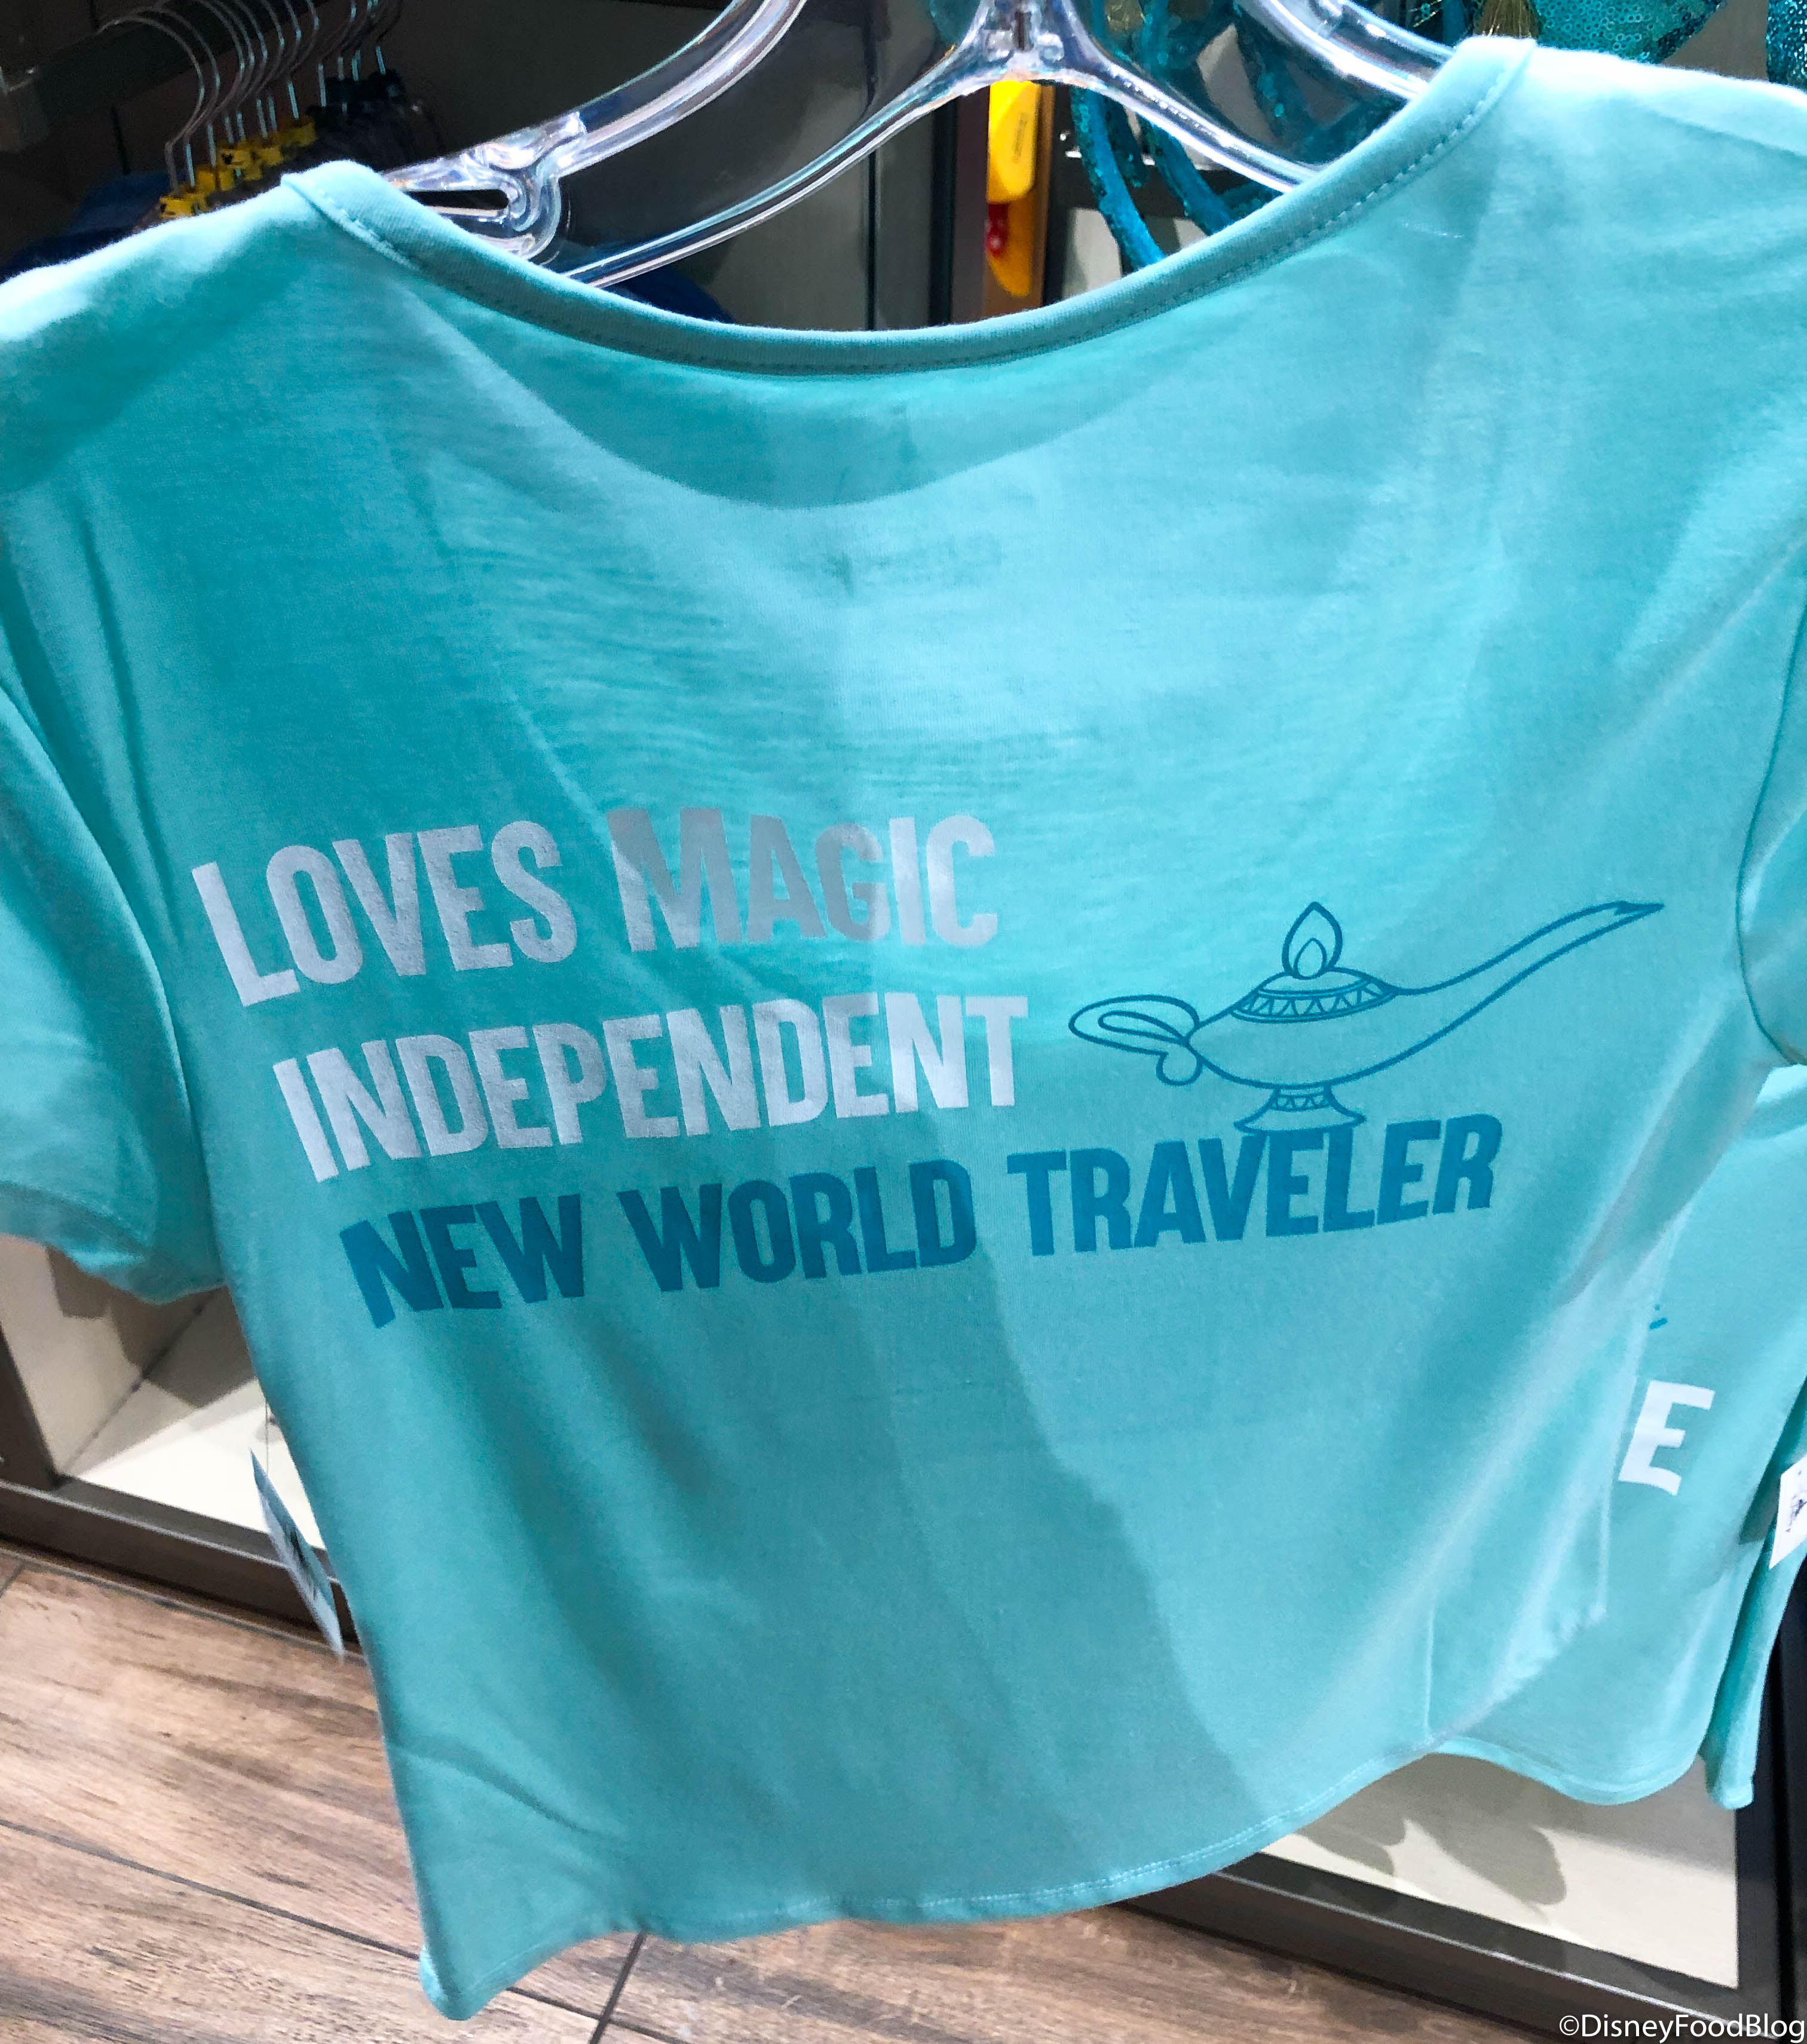 LOVES MAGIC
INDEPENDENT
NEW WORLD TRAVELER
E
©DisneyFoodBlog